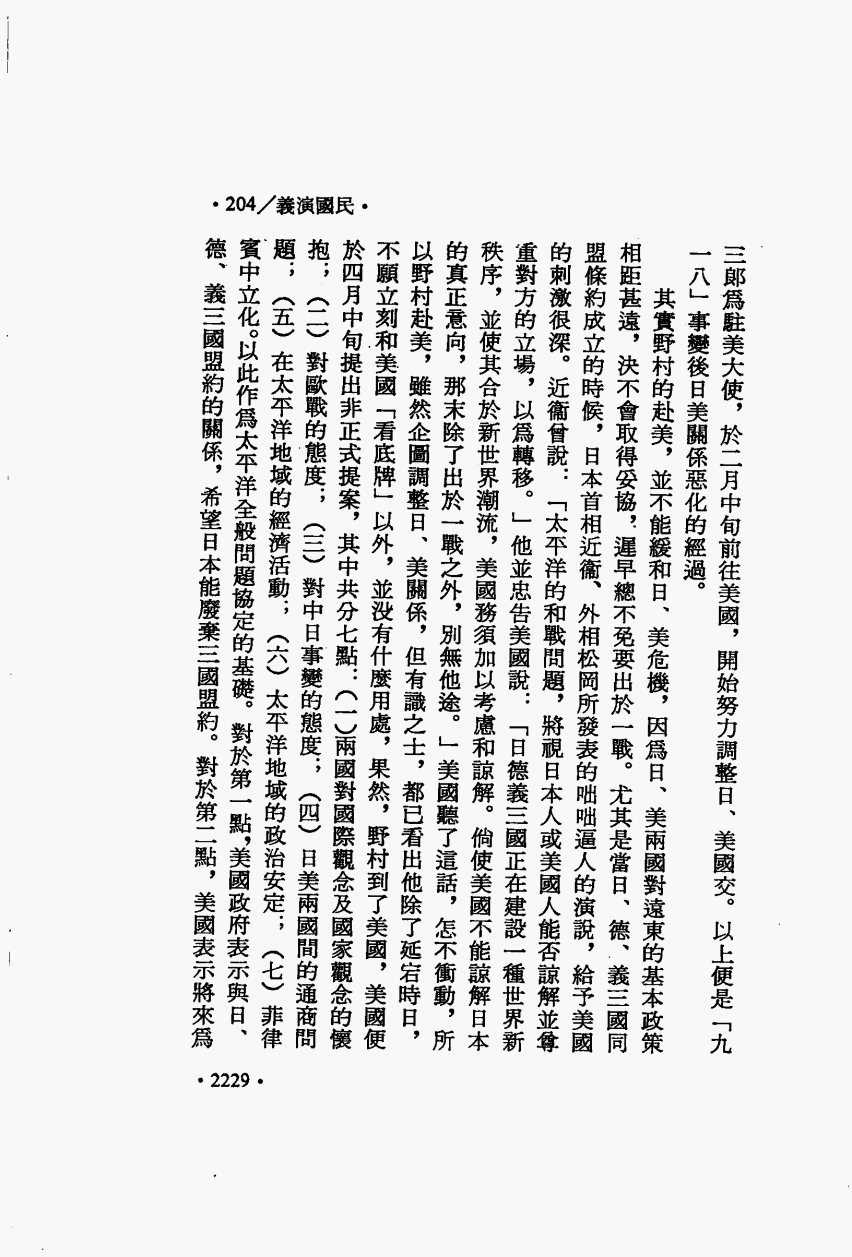 •204／義演國民•
三郎爲駐美大使，於二月中旬前往美國，開始努力調整日、美國交。以上便是「九
一八」事變後日美關係惡化的經過。
其實野村的赴美，並不能緩和日、美危機，因爲日、美兩國對遠東的基本政策
相距甚遠，決不會取得妥協，遲早總不免要出於一戰。尤其是當日、德、義三國同
盟條約成立的時候，日本首相近衞、外相松岡所發表的咄咄逼人的演說，給予美國
的刺激很深。近衞曾說：「太平洋的和戰問題，將視日本人或美國人能否諒解並尊
重對方的立場，以爲轉移。」他並忠告美國說：「日德義三國正在建設一種世界新
秩序，並使其合於新世界潮流，美國務須加以考慮和諒解。倘使美國不能諒解日本
的真正意向，那末除了出於一戰之外，別無他途。」美國聽了這話，怎不衝動，所
以野村赴美，雖然企圖調整日、美關係，但有識之士，都已看出他除了延宕時日，
不願立刻和美國「看底牌」以外，並没有什麼用處，果然，野村到了美國，美國便
於四月中旬提出非正式提案，其中共分七點：（一）兩國對國際觀念及國家觀念的懷
抱；（二）對歐戰的態度；（三）對中日事變的態度；（四）日美兩國間的通商問
題；（五）在太平洋地域的經濟活動；（六）太平洋地域的政治安定；（七）菲律
賓中立化。以此作爲太平洋全般問題協定的基礎。對於第一點，美國政府表示與日、
德、義三國盟約的關係，希望日本能廢棄三國盟約。對於第二點，美國表示將來爲
•2229•